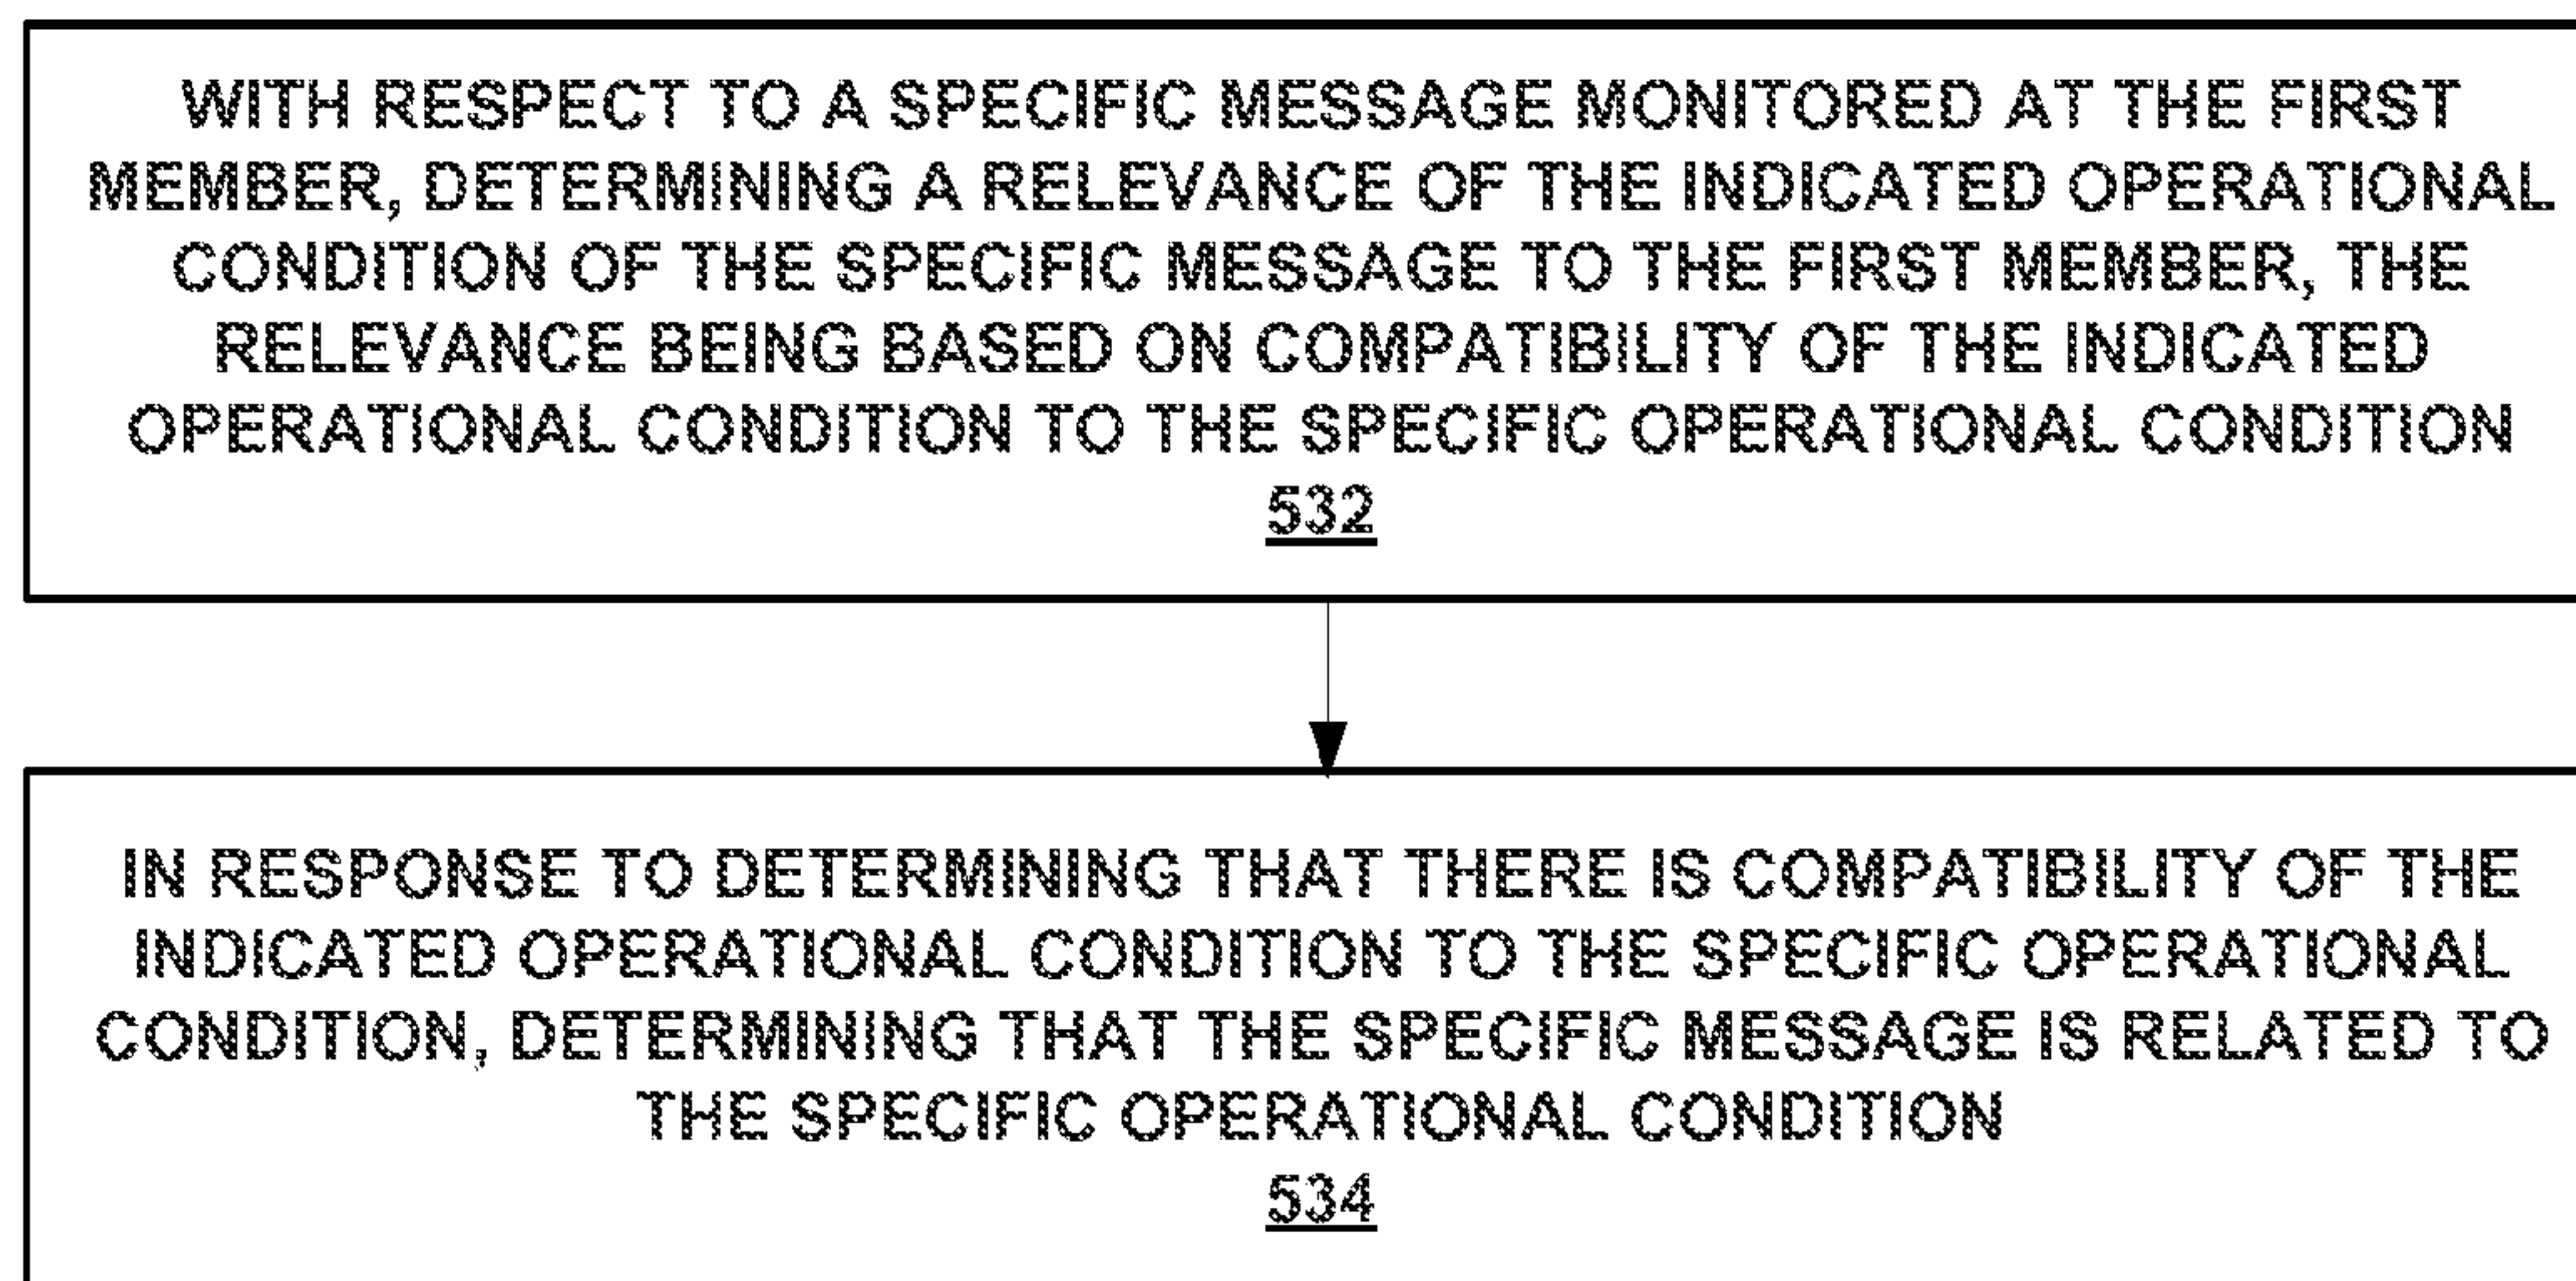 WITH RESPECT TO A SPECIFIC MESSAGE MONITORED AT THE FIRST
MEMBER, DETERMINING A RELEVANCE OF THE INDICATED OPERATIONAL
CONDITION OF THE SPECIFIC MESSAGE TO THE FIRST MEMBER, THE
RELEVANCE BEING BASED ON COMPATIBILITY OF THE INDICATED
OPERATIONAL CONDITION TO THE SPECIFIC OPERATIONAL CONDITION
532
IN RESPONSE TO DETERMINING THAT THERE IS COMPATIBILITY OF THE
INDICATED OPERATIONAL CONDITION TO THE SPECIFIC OPERATIONAL
CONDITION, DETERMINING THAT THE SPECIFIC MESSAGE IS RELATED TO
THE SPECIFIC OPERATIONAL CONDITION
534